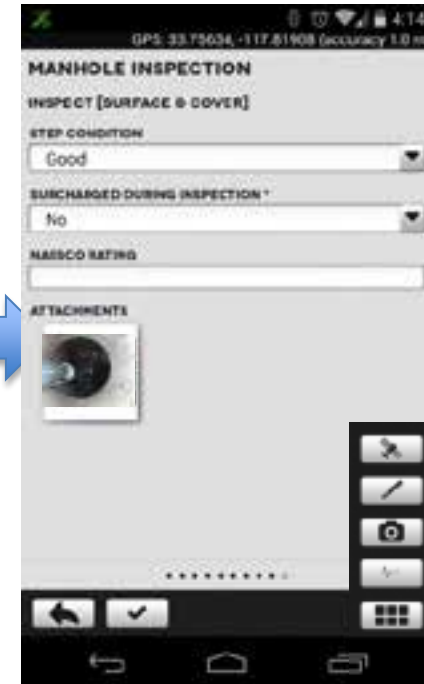 4:14
GPS: 33.75634, -117.81908 (accuracy 1.0 m
MANHOLE INSPECTION
INSPECT [SURFACE & COVER]
STEP CONDITION
Good
SURCHARGED DURING INSPECTION *
No
NASSCO RATING
ATTACHMENTS